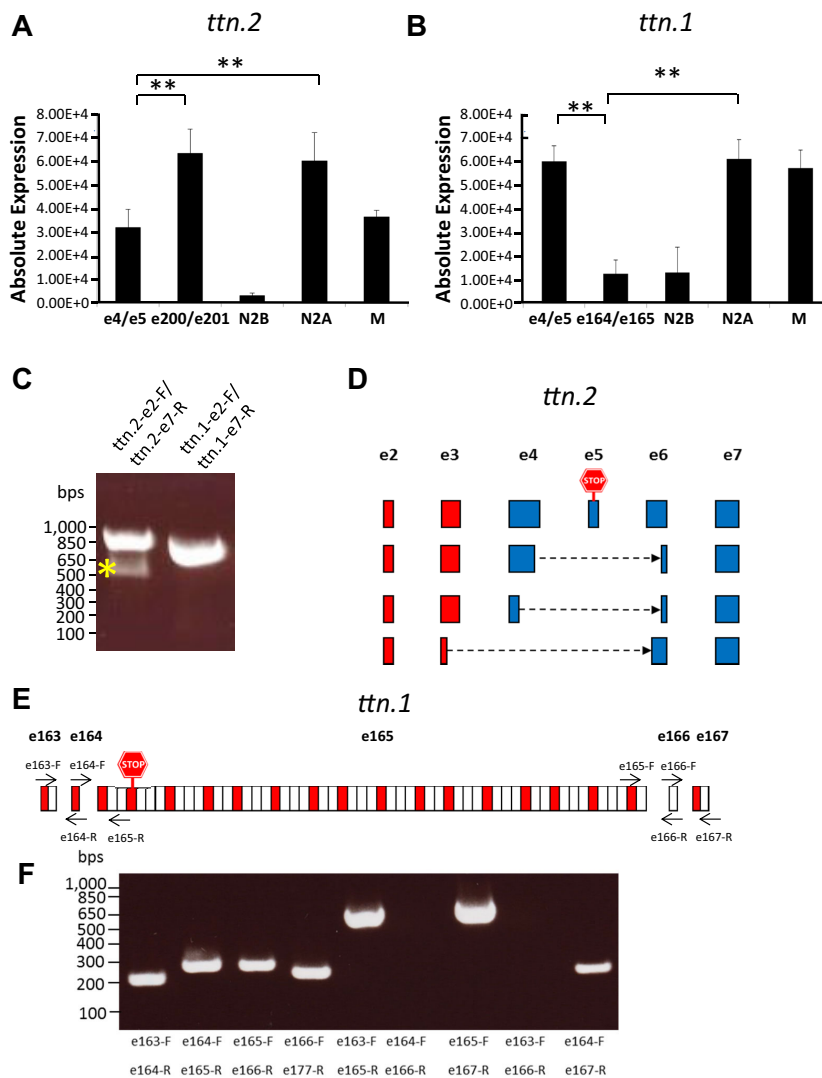 A
ttn.2
**
**
Absolute Expression
8.00E+4
7.00E+4
6.00E+4
5.00E+4
4.00E+4
3.00E+4
2.00E+4
1.00E+4
0.00E+0
e4/e5 e200/e201 N2B N2A M
B
ttn.1
**
**
Absolute Expression
8.00E+4
7.00E+4
6.00E+4
5.00E+4
4.00E+4
3.00E+4
2.00E+4
1.00E+4
0.00E+0
e4/e5 e164/e165 N2B N2A M
C
ttn.2-e2-F/
ttn.2-e7-R
ttn.1-e2-F/
ttn.1-e7-R
bps
1,000
850
650
500
400
300
200
100
*
D
ttn.2
e2 e3 e4 e5 e6 e7
STOP
E
ttn.1
e163 e164 e165 e166 e167
e163-F e164-F STOP e165-F e166-F
e164-R e165-R e166-R e167-R
F
bps
1,000
850
650
500
400
300
200
100
e163-F e164-F e165-F e166-F e163-F e164-F e165-F e163-F e164-F
e164-R e165-R e166-R e177-R e165-R e166-R e167-R e166-R e167-R